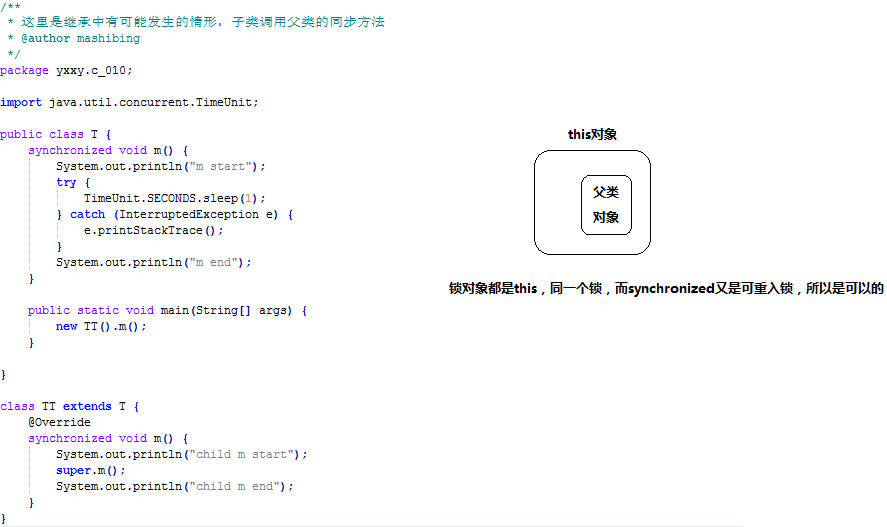 /**
 * 这里是继承中有可能发生的情形，子类调用父类的同步方法
 * @author mashibing
 */
package yxxy.c_010;
import java.util.concurrent.TimeUnit;
public class T {
    synchronized void m() {
        System.out.println("m start");
        try {
            TimeUnit.SECONDS.sleep(1);
        } catch (InterruptedException e) {
            e.printStackTrace();
        }
        System.out.println("m end");
    }
    public static void main(String[] args) {
        new TT().m();
    }
}
class TT extends T {
    @Override
    synchronized void m() {
        System.out.println("child m start");
        super.m();
        System.out.println("child m end");
    }
}
this对象
父类
对象
锁对象都是this，同一个锁，而synchronized又是可重入锁，所以是可以的